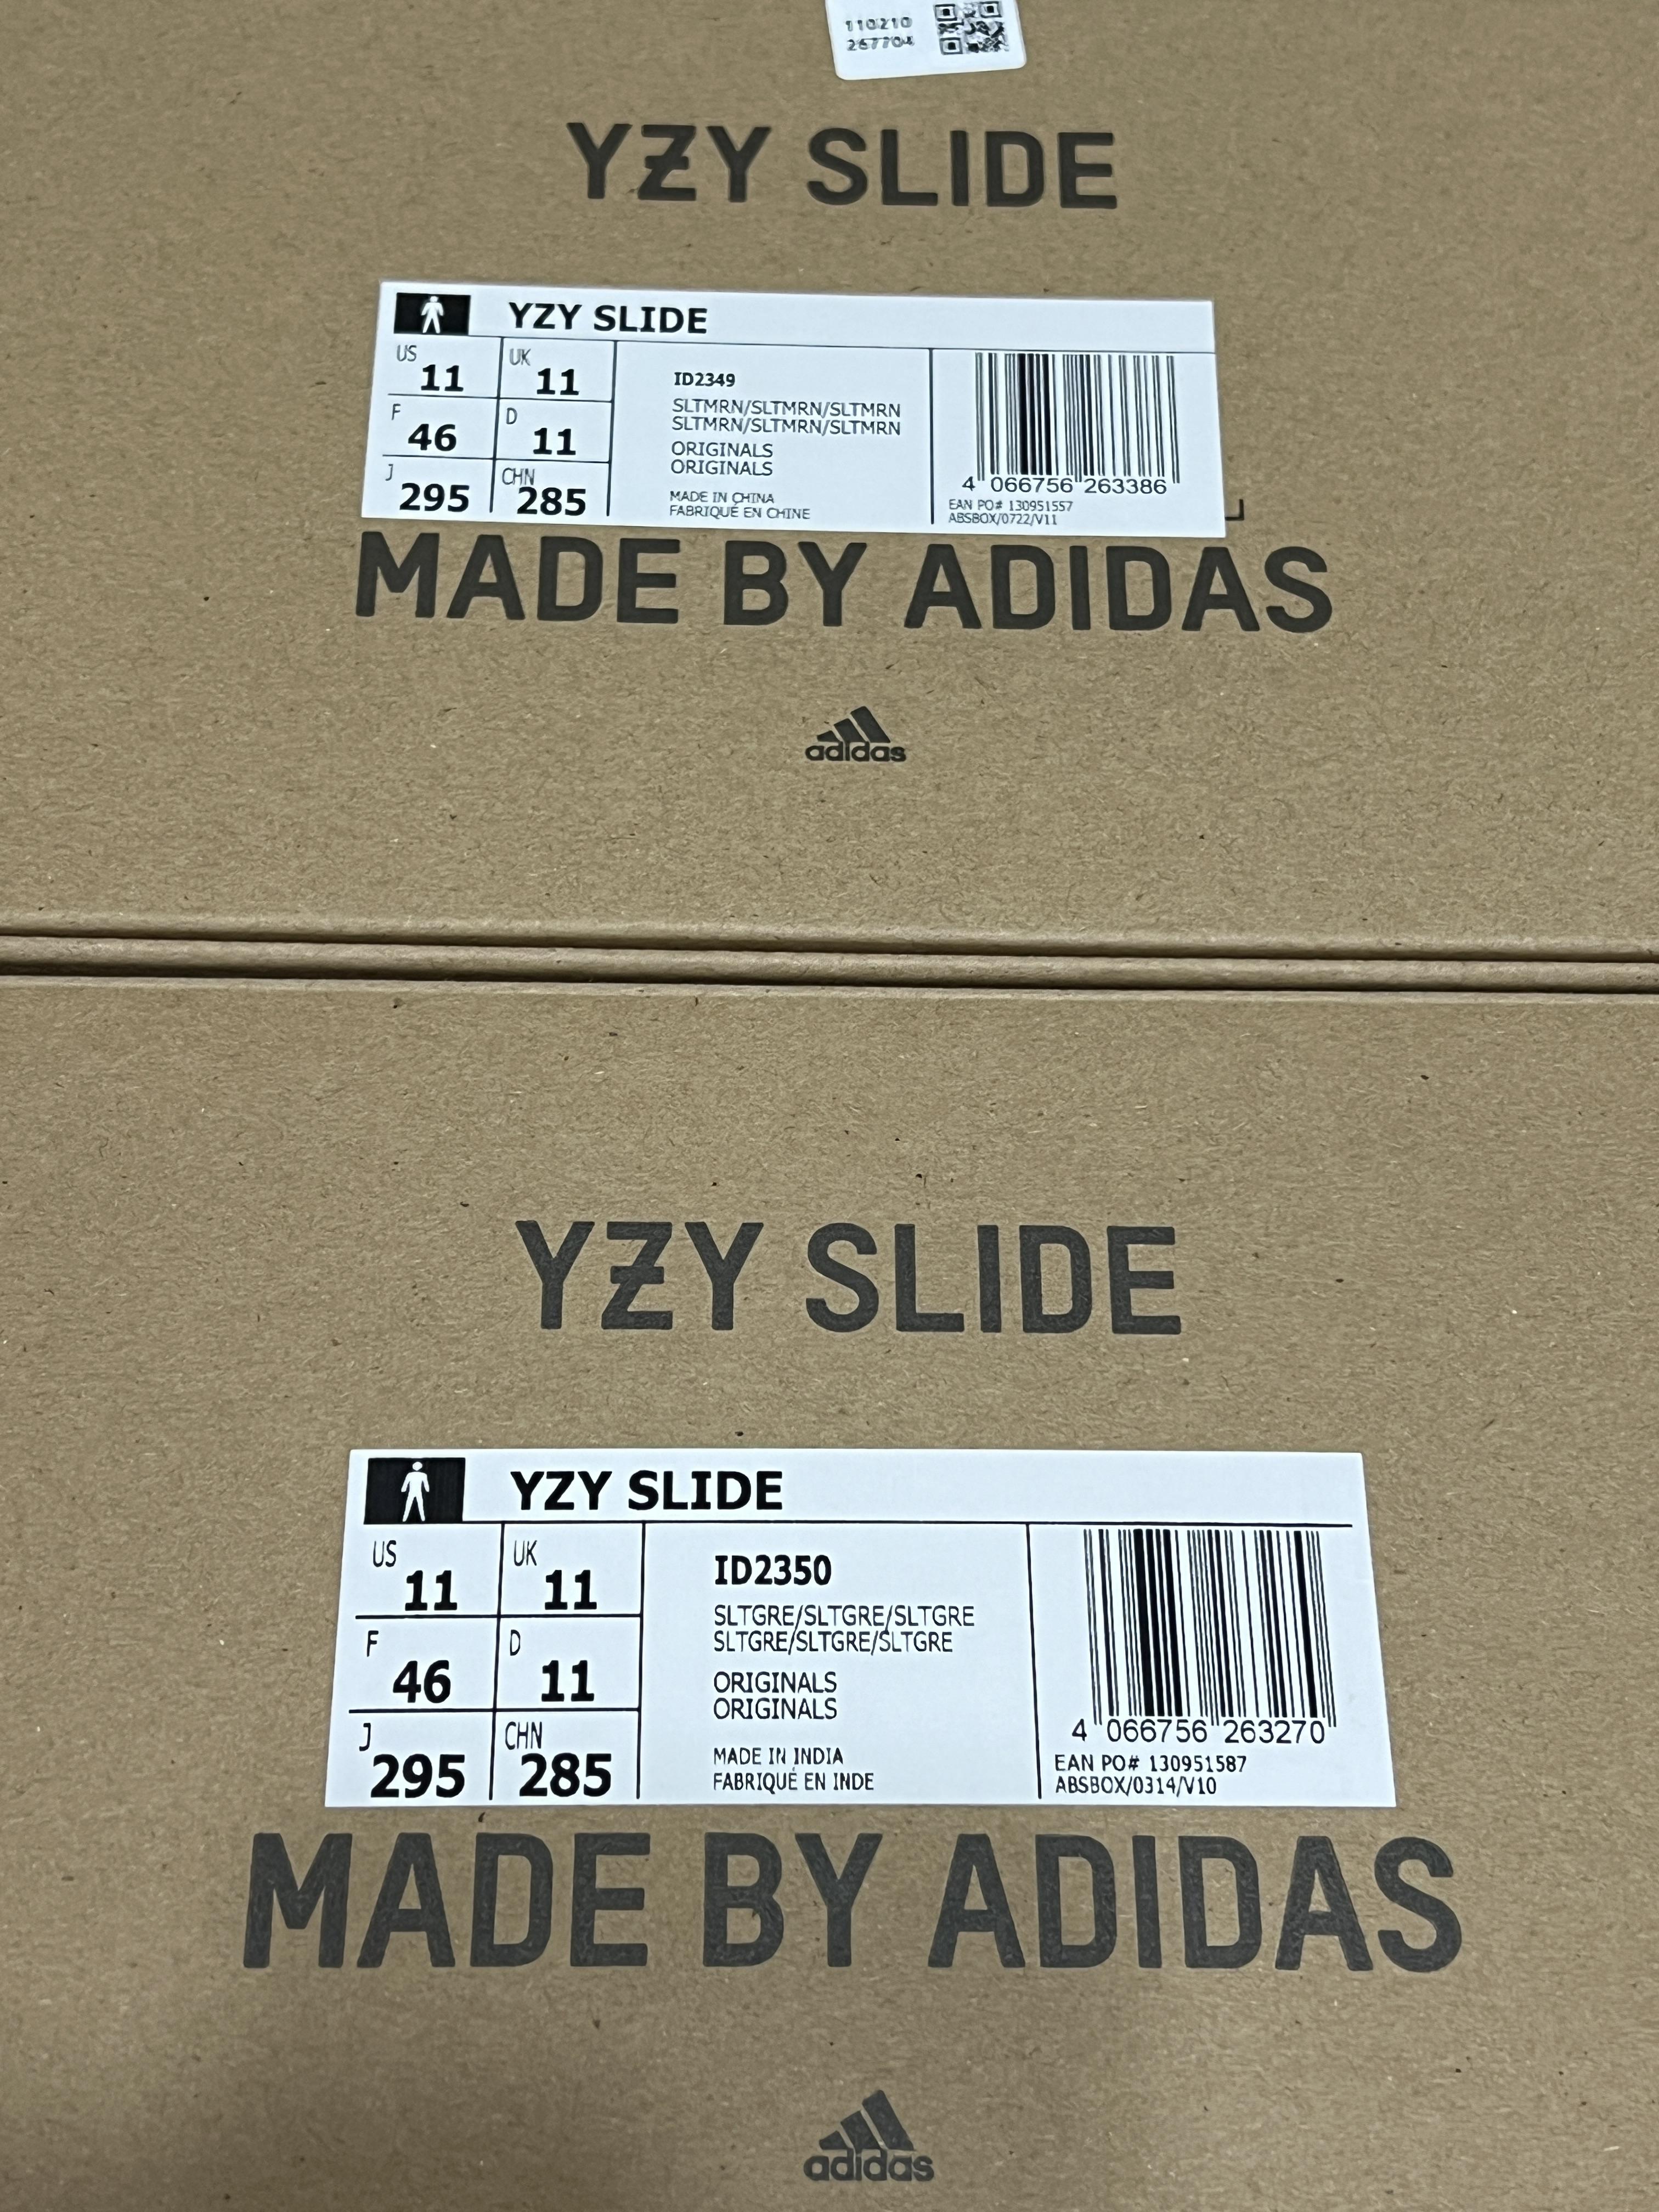 110210
267704
YZY SLIDE
YZY SLIDE
US 11 UK 11
F 46 D 11
J 295 CHN 285
ID2349
SLTMRN/SLTMRN/SLTMRN
SLTMRN/SLTMRN/SLTMRN
ORIGINALS
ORIGINALS
MADE IN CHINA
FABRIQUÉ EN CHINE
4 066756 263386
EAN PO# 130951557
ABSBOX/0722/V11
MADE BY ADIDAS
adidas
YZY SLIDE
YZY SLIDE
US 11 UK 11
F 46 D 11
J 295 CHN 285
ID2350
SLTGRE/SLTGRE/SLTGRE
SLTGRE/SLTGRE/SLTGRE
ORIGINALS
ORIGINALS
MADE IN INDIA
FABRIQUÉ EN INDE
4 066756 263270
EAN PO# 130951587
ABSBOX/0314/V10
MADE BY ADIDAS
adidas